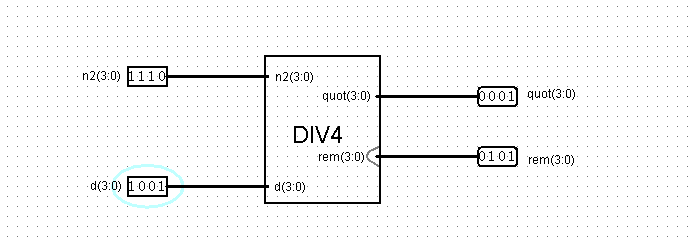 n2(3:0) 1110 n2(3:0)
quot(3:0) 0001 quot(3:0)
DIV4
rem(3:0) 0101 rem(3:0)
d(3:0) 1001 d(3:0)